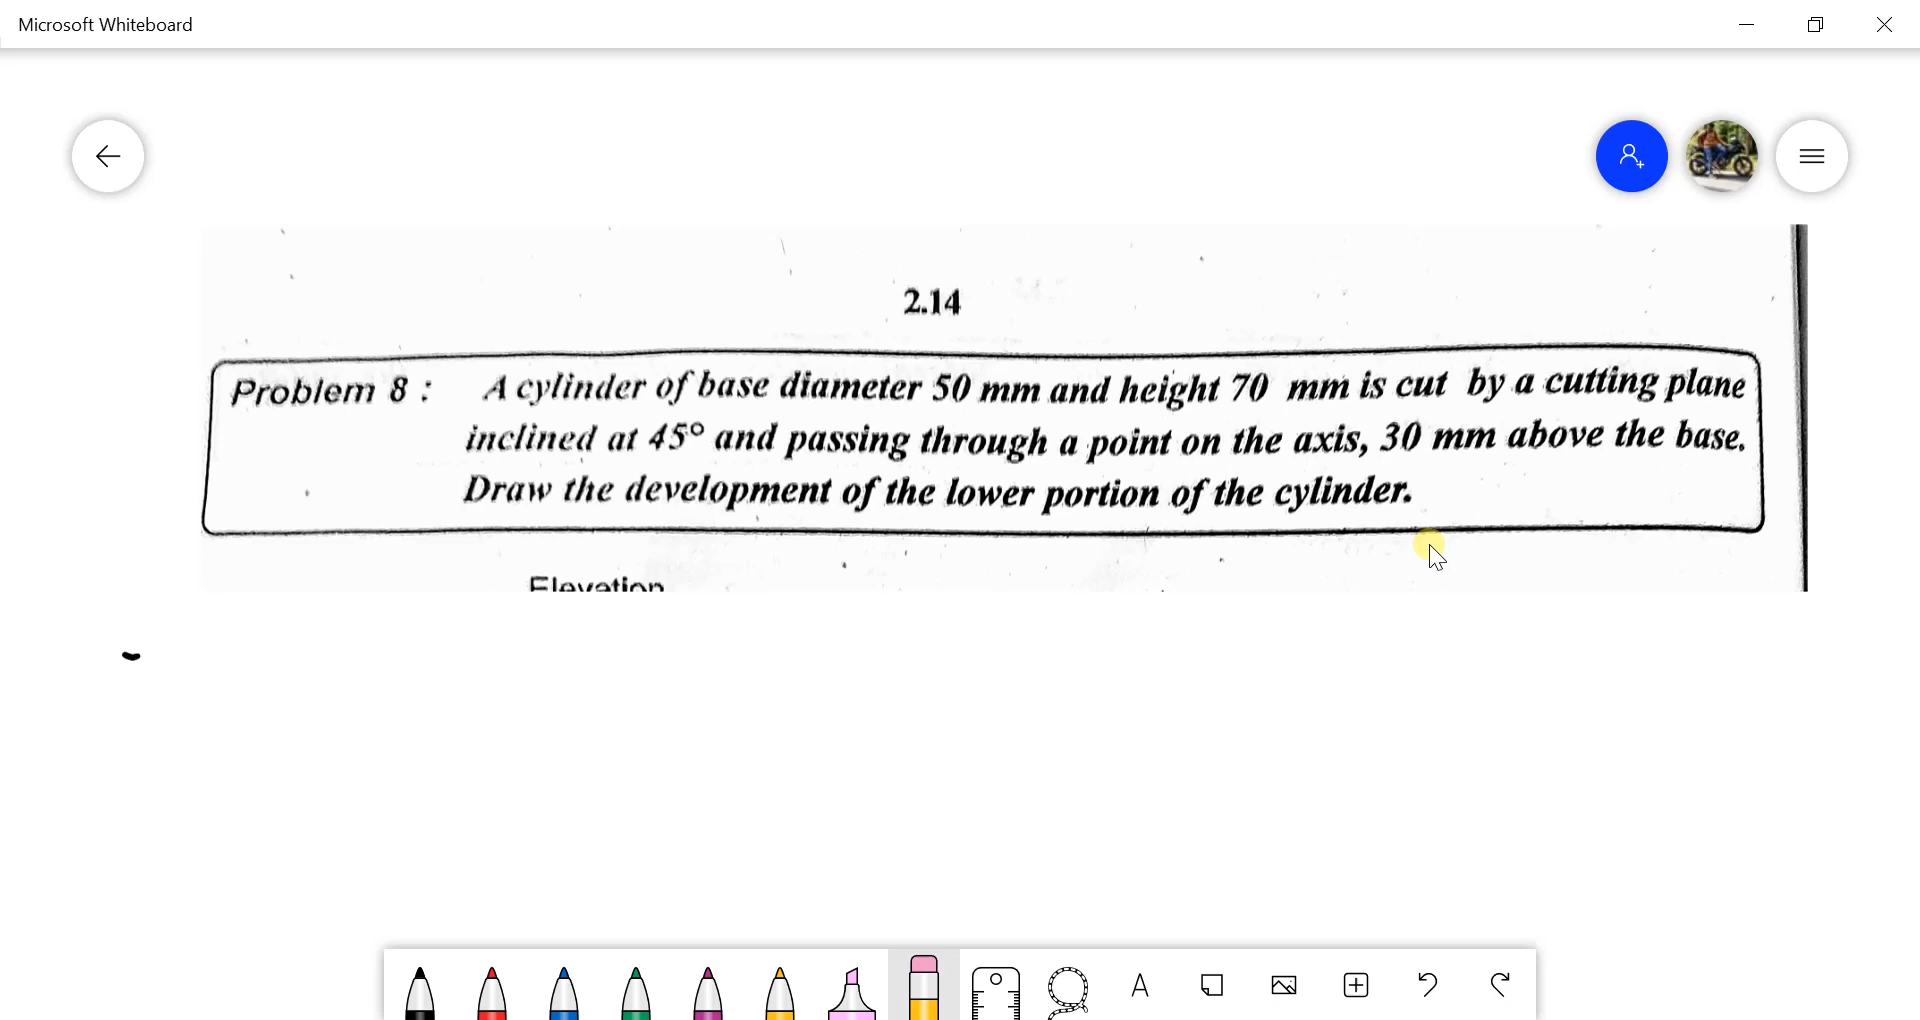 Microsoft Whiteboard
2.14
Problem 8 : A cylinder of base diameter 50 mm and height 70 mm is cut by a cutting plane
inclined at 45° and passing through a point on the axis, 30 mm above the base.
Draw the development of the lower portion of the cylinder.
Elevation